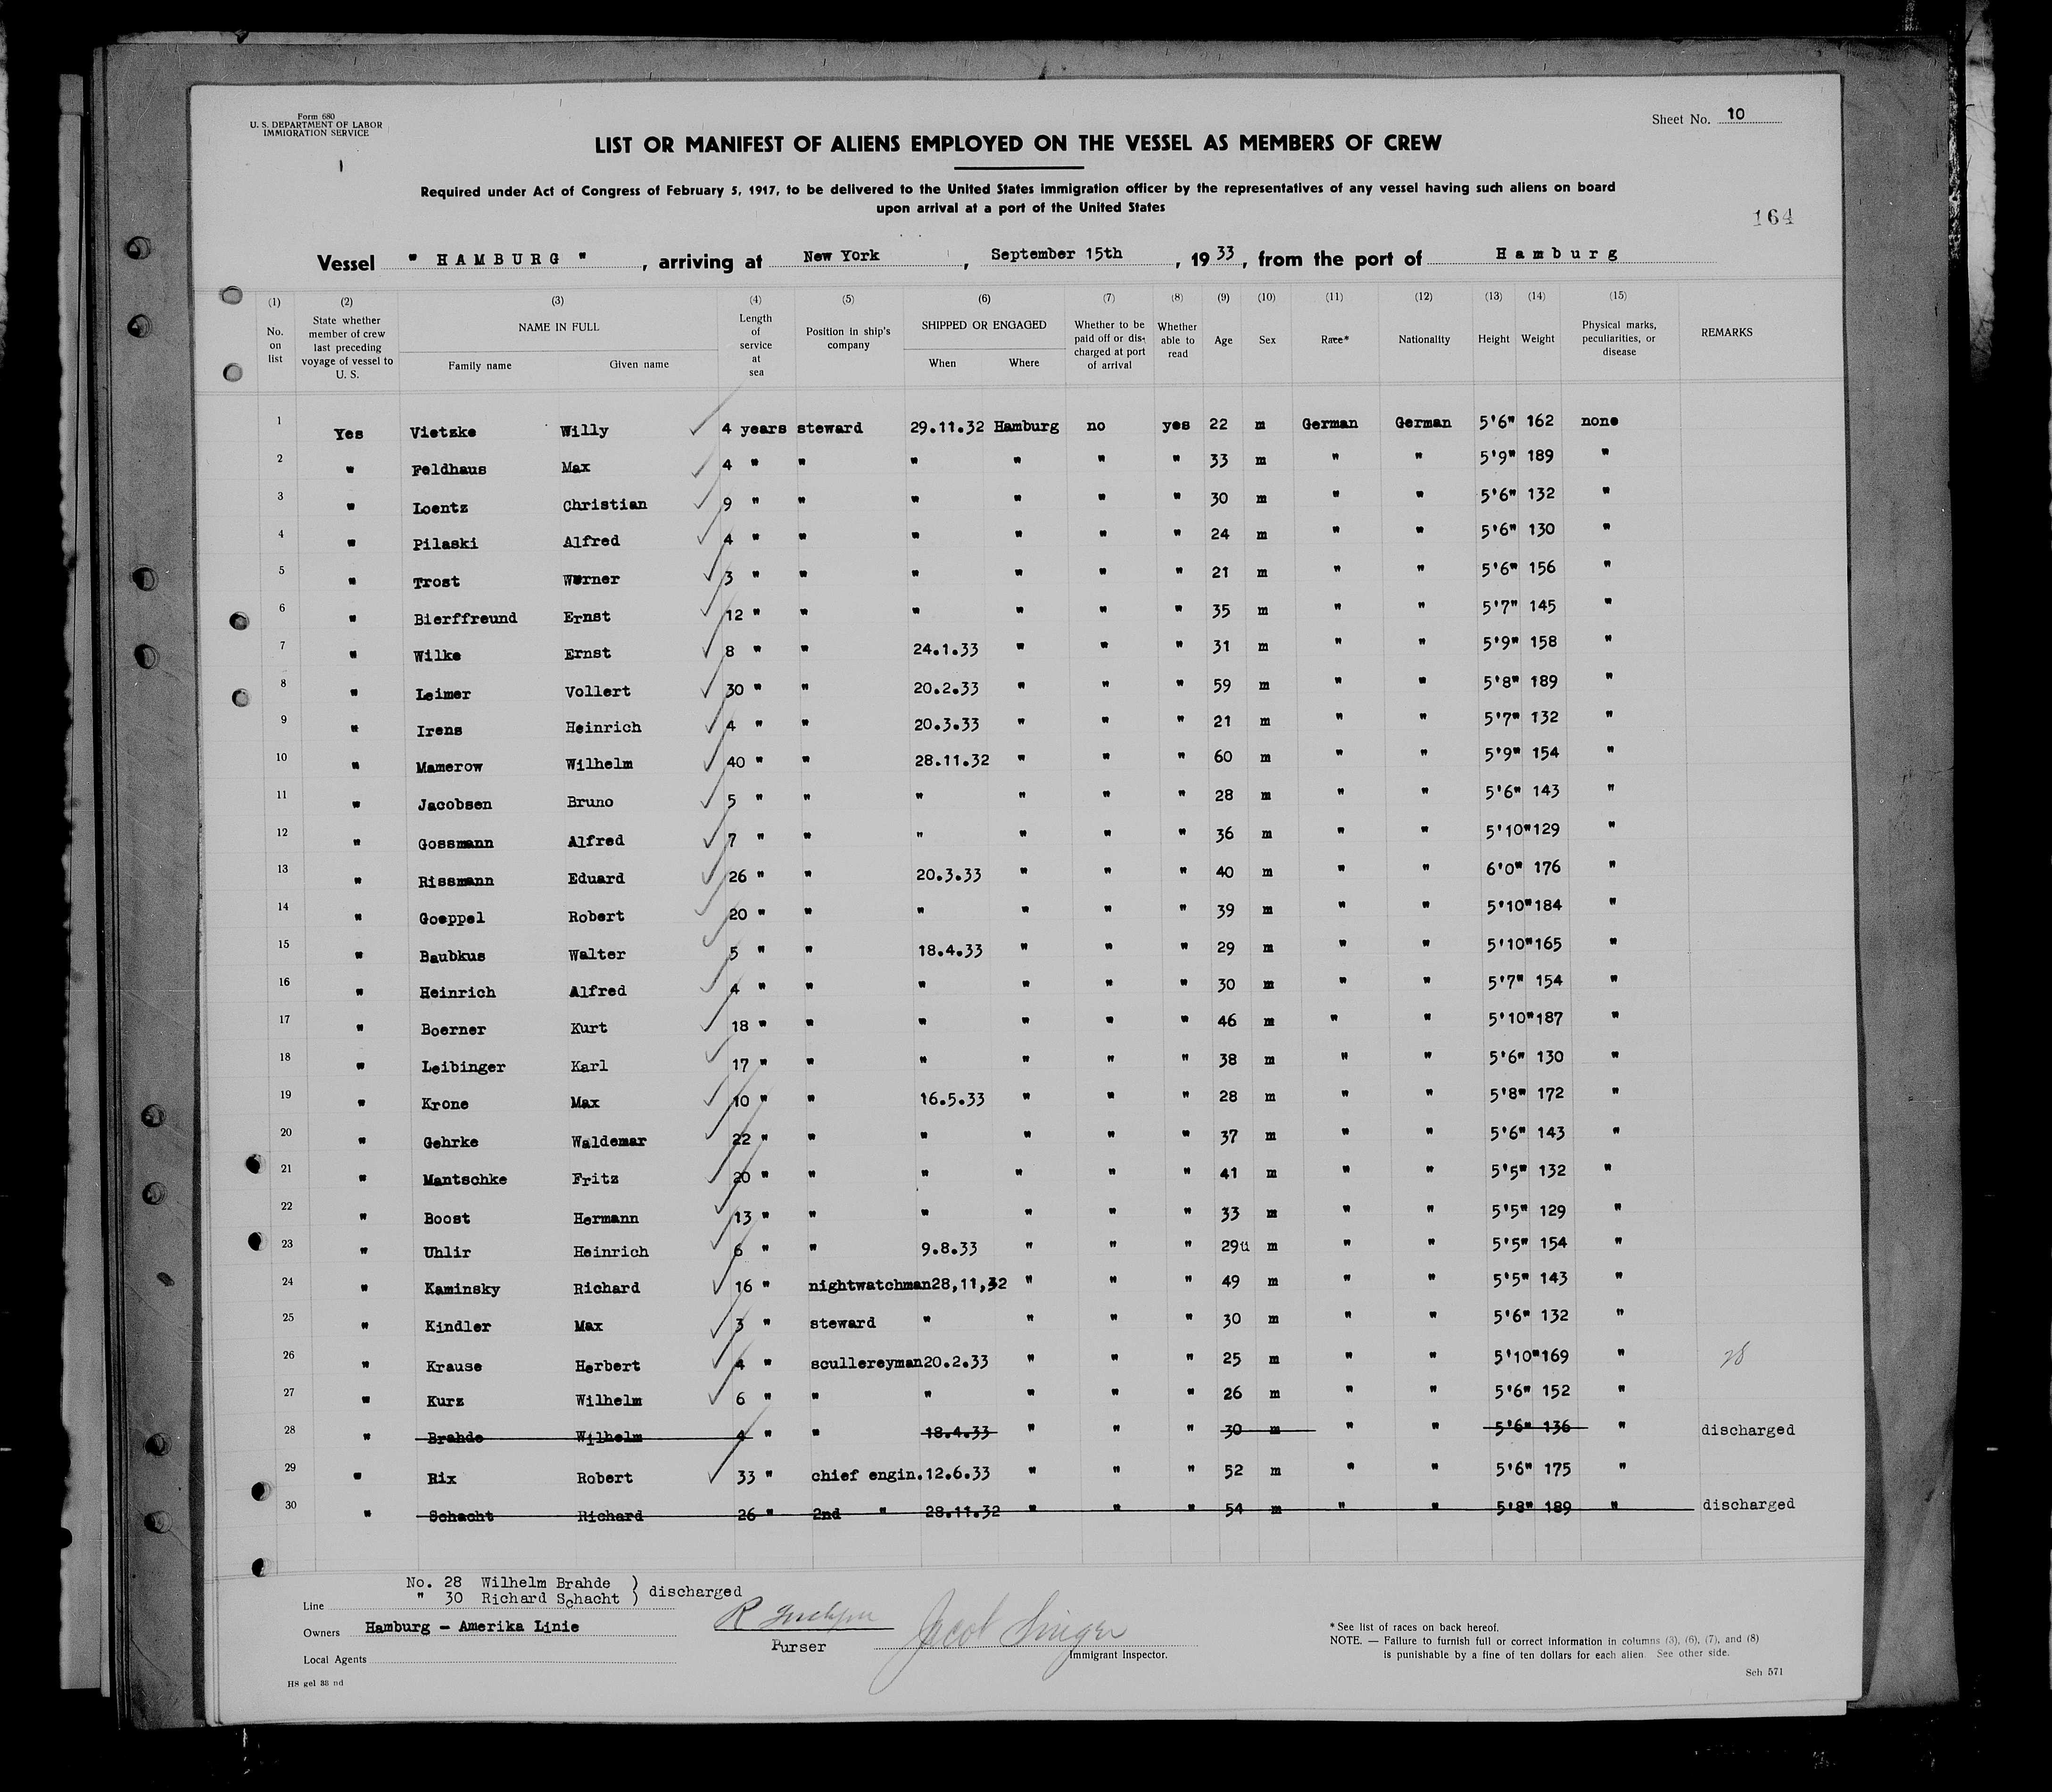 Form 680
U. S. DEPARTMENT OF LABOR
IMMIGRATION SERVICE
Sheet No. 10
LIST OR MANIFEST OF ALIENS EMPLOYED ON THE VESSEL AS MEMBERS OF CREW
Required under Act of Congress of February 5, 1917, to be delivered to the United States immigration officer by the representatives of any vessel having such aliens on board
upon arrival at a port of the United States
164
Vessel " HAMBURG " , arriving at New York , September 15th , 19 33 , from the port of Hamburg
(1) (2) (3) (4) (5) (6) (7) (8) (9) (10) (11) (12) (13) (14) (15)
No. on list State whether member of crew last preceding voyage of vessel to U. S. NAME IN FULL Family name Given name Length of service at sea Position in ship's company SHIPPED OR ENGAGED When Where Whether to be paid off or discharged at port of arrival Whether able to read Age Sex Race* Nationality Height Weight Physical marks, peculiarities, or disease REMARKS
1 Yes Vietzke Willy 4 years steward 29.11.32 Hamburg no yes 22 m German German 5'6" 162 none
2 " Feldhaus Max 4 " " " " " " 33 m " " 5'9" 189 "
3 " Loentz Christian 9 " " " " " " 30 m " " 5'6" 132 "
4 " Pilaski Alfred 4 " " " " " " 24 m " " 5'6" 130 "
5 " Trost Werner 3 " " " " " " 21 m " " 5'6" 156 "
6 " Bierffreund Ernst 12 " " " " " " 35 m " " 5'7" 145 "
7 " Wilke Ernst 8 " " 24.1.33 " " " 31 m " " 5'9" 158 "
8 " Leimer Vollert 30 " " 20.2.33 " " " 59 m " " 5'8" 189 "
9 " Irens Heinrich 4 " " 20.3.33 " " " 21 m " " 5'7" 132 "
10 " Mamerow Wilhelm 40 " " 28.11.32 " " " 60 m " " 5'9" 154 "
11 " Jacobsen Bruno 5 " " " " " " 28 m " " 5'6" 143 "
12 " Gossmann Alfred 7 " " " " " " 36 m " " 5'10" 129 "
13 " Rissmann Eduard 26 " " 20.3.33 " " " 40 m " " 6'0" 176 "
14 " Goeppel Robert 20 " " " " " " 39 m " " 5'10" 184 "
15 " Baubkus Walter 5 " " 18.4.33 " " " 29 m " " 5'10" 165 "
16 " Heinrich Alfred 4 " " " " " " 30 m " " 5'7" 154 "
17 " Boerner Kurt 18 " " " " " " 46 m " " 5'10" 187 "
18 " Leibinger Karl 17 " " " " " " 38 m " " 5'6" 130 "
19 " Krone Max 10 " " 16.5.33 " " " 28 m " " 5'8" 172 "
20 " Gehrke Waldemar 22 " " " " " " 37 m " " 5'6" 143 "
21 " Mantschke Fritz 20 " " " " " " 41 m " " 5'5" 132 "
22 " Boost Hermann 13 " " " " " " 33 m " " 5'5" 129 "
23 " Uhlir Heinrich 6 " " 9.8.33 " " " 29 m " " 5'5" 154 "
24 " Kaminsky Richard 16 " nightwatchman 28,11,32 " " " 49 m " " 5'5" 143 "
25 " Kindler Max 3 " steward " " " " 30 m " " 5'6" 132 "
26 " Krause Herbert 4 " scullereyman 20.2.33 " " " 25 m " " 5'10" 169 " 28
27 " Kurz Wilhelm 6 " " " " " " 26 m " " 5'6" 152 "
28 " Brahde Wilhelm 4 " " 18.4.33 " " " 30 m " " 5'6" 136 " discharged
29 " Rix Robert 33 " chief engin. 12.6.33 " " " 52 m " " 5'6" 175 "
30 " Schacht Richard 26 " 2nd " 28.11.32 " " " 54 m " " 5'8" 189 " discharged
No. 28 Wilhelm Brahde )
" 30 Richard Schacht ) discharged
Line
Owners Hamburg - Amerika Linie
Local Agents
Purser
Jacob Singer
Immigrant Inspector.
* See list of races on back hereof.
NOTE. — Failure to furnish full or correct information in columns (3), (6), (7), and (8)
is punishable by a fine of ten dollars for each alien. See other side.
HS gel 88 nd
Sch 571